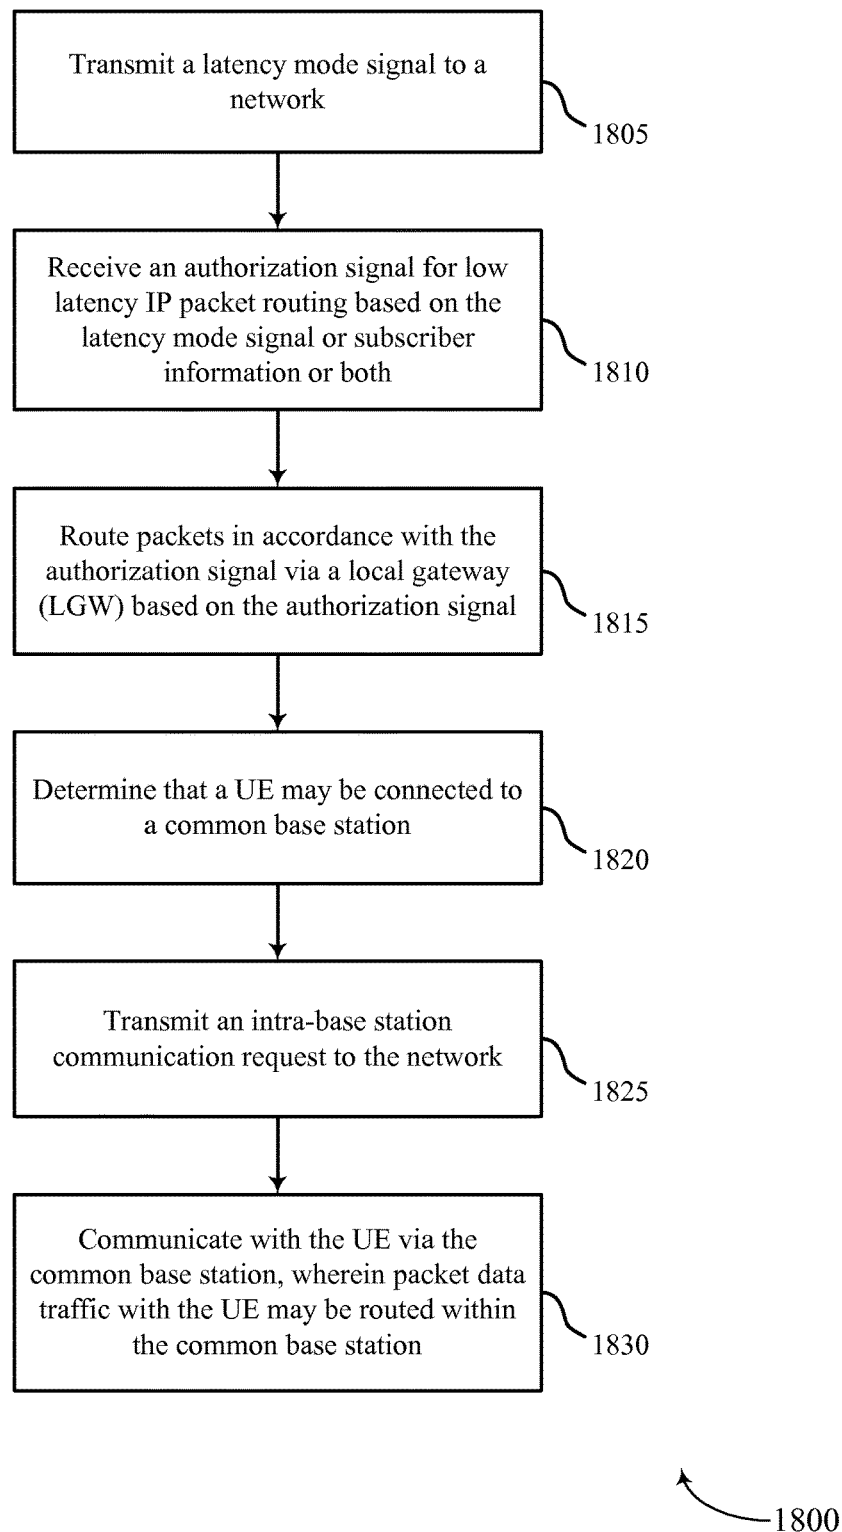 Transmit a latency mode signal to a
network
1805
Receive an authorization signal for low
latency IP packet routing based on the
latency mode signal or subscriber
information or both
1810
Route packets in accordance with the
authorization signal via a local gateway
(LGW) based on the authorization signal
1815
Determine that a UE may be connected to
a common base station
1820
Transmit an intra-base station
communication request to the network
1825
Communicate with the UE via the
common base station, wherein packet data
traffic with the UE may be routed within
the common base station
1830
1800